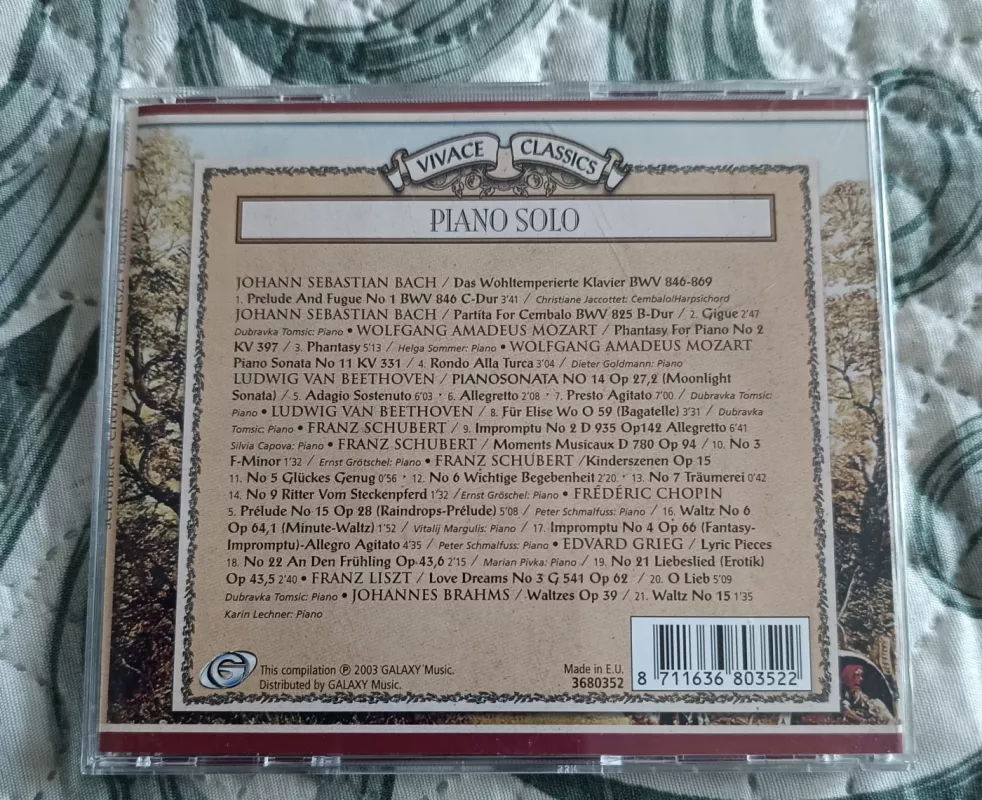 VIVACE CLASSICS
PIANO SOLO
JOHANN SEBASTIAN BACH / Das Wohltemperierte Klavier BWV 846-869
1. Prelude And Fugue No 1 BWV 846 C-Dur 3'41 / Christiane Jaccottet: Cembalo/Harpsichord
JOHANN SEBASTIAN BACH / Partita For Cembalo BWV 825 B-Dur / 2. Gigue 2'47
Dubravka Tomsic: Piano • WOLFGANG AMADEUS MOZART / Phantasy For Piano No 2
KV 397 / 3. Phantasy 5'13 / Helga Sommer: Piano • WOLFGANG AMADEUS MOZART
Piano Sonata No 11 KV 331 / 4. Rondo Alla Turca 3'04 / Dieter Goldmann: Piano
LUDWIG VAN BEETHOVEN / PIANOSONATA NO 14 Op 27,2 (Moonlight
Sonata) / 5. Adagio Sostenuto 6'03 • 6. Allegretto 2'08 • 7. Presto Agitato 7'00 / Dubravka Tomsic:
Piano • LUDWIG VAN BEETHOVEN / 8. Für Elise Wo O 59 (Bagatelle) 3'31 / Dubravka
Tomsic: Piano • FRANZ SCHUBERT / 9. Impromptu No 2 D 935 Op142 Allegretto 6'41
Silvia Capova: Piano • FRANZ SCHUBERT / Moments Musicaux D 780 Op 94 / 10. No 3
F-Minor 1'32 / Ernst Grötschel: Piano • FRANZ SCHUBERT /Kinderszenen Op 15
11. No 5 Glückes Genug 0'56 • 12. No 6 Wichtige Begebenheit 2'20 • 13. No 7 Träumerei 0'42
14. No 9 Ritter Vom Steckenpferd 1'32 /Ernst Gröschel: Piano • FRÉDÉRIC CHOPIN
5. Prélude No 15 Op 28 (Raindrops-Prélude) 5'08 / Peter Schmalfuss: Piano • 16. Waltz No 6
Op 64,1 (Minute-Waltz) 1'52 / Vitalij Margulis: Piano / 17. Impromptu No 4 Op 66 (Fantasy-
Impromptu)-Allegro Agitato 4'35 / Peter Schmalfuss: Piano • EDVARD GRIEG / Lyric Pieces
18. No 22 An Den Frühling Op 43,6 2'15 / Marian Pivka: Piano / 19. No 21 Liebeslied (Erotik)
Op 43,5 2'40 • FRANZ LISZT / Love Dreams No 3 G 541 Op 62 / 20. O Lieb 5'09
Dubravka Tomsic: Piano • JOHANNES BRAHMS / Waltzes Op 39 / 21. Waltz No 15 1'35
Karin Lechner: Piano
This compilation ℗ 2003 GALAXY Music.
Distributed by GALAXY Music.
Made in E.U.
3680352
8 711636 803522